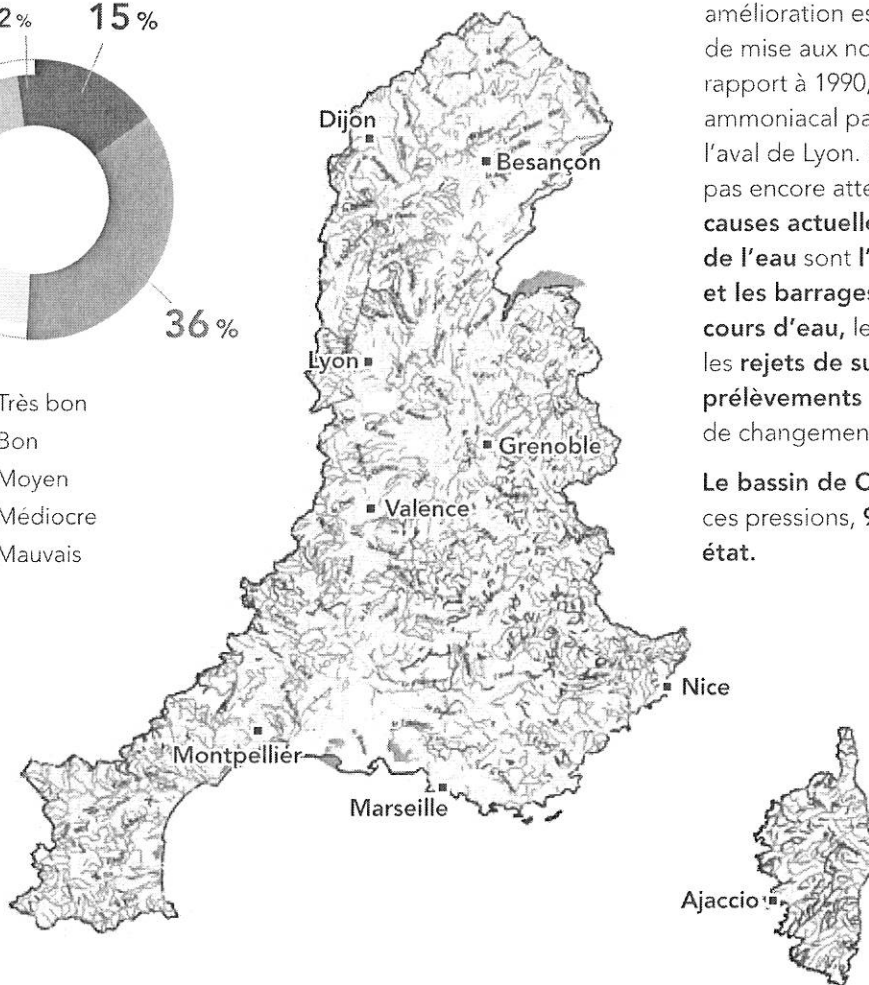 2 %
15 %
36 %
Très bon
Bon
Moyen
Médiocre
Mauvais
Dijon
Besançon
Lyon
Grenoble
Valence
Nice
Montpellier
Marseille
Ajaccio
amélioration es
de mise aux no
rapport à 1990,
ammoniacal pa
l'aval de Lyon.
pas encore atte
causes actuelle
de l'eau sont l'
et les barrages
cours d'eau, le
les rejets de su
prélèvements
de changemen
Le bassin de C
ces pressions, 9
état.